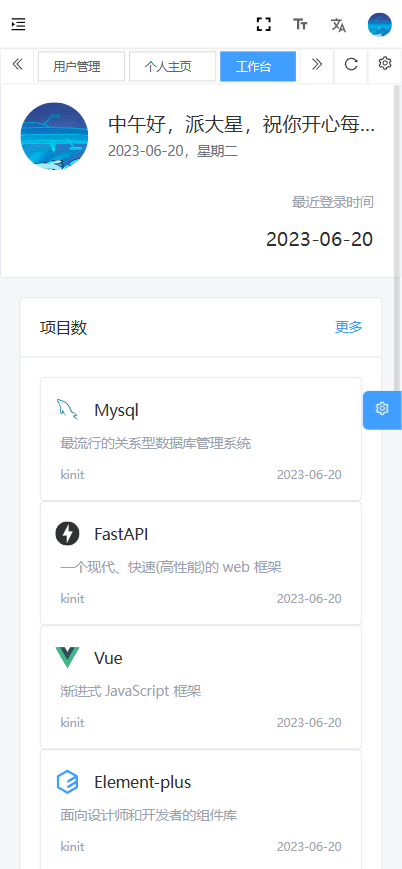 用户管理 个人主页 工作台
中午好，派大星，祝你开心每...
2023-06-20，星期二
最近登录时间
2023-06-20
项目数 更多
Mysql
最流行的关系型数据库管理系统
kinit 2023-06-20
FastAPI
一个现代、快速(高性能)的 web 框架
kinit 2023-06-20
Vue
渐进式 JavaScript 框架
kinit 2023-06-20
Element-plus
面向设计师和开发者的组件库
kinit 2023-06-20